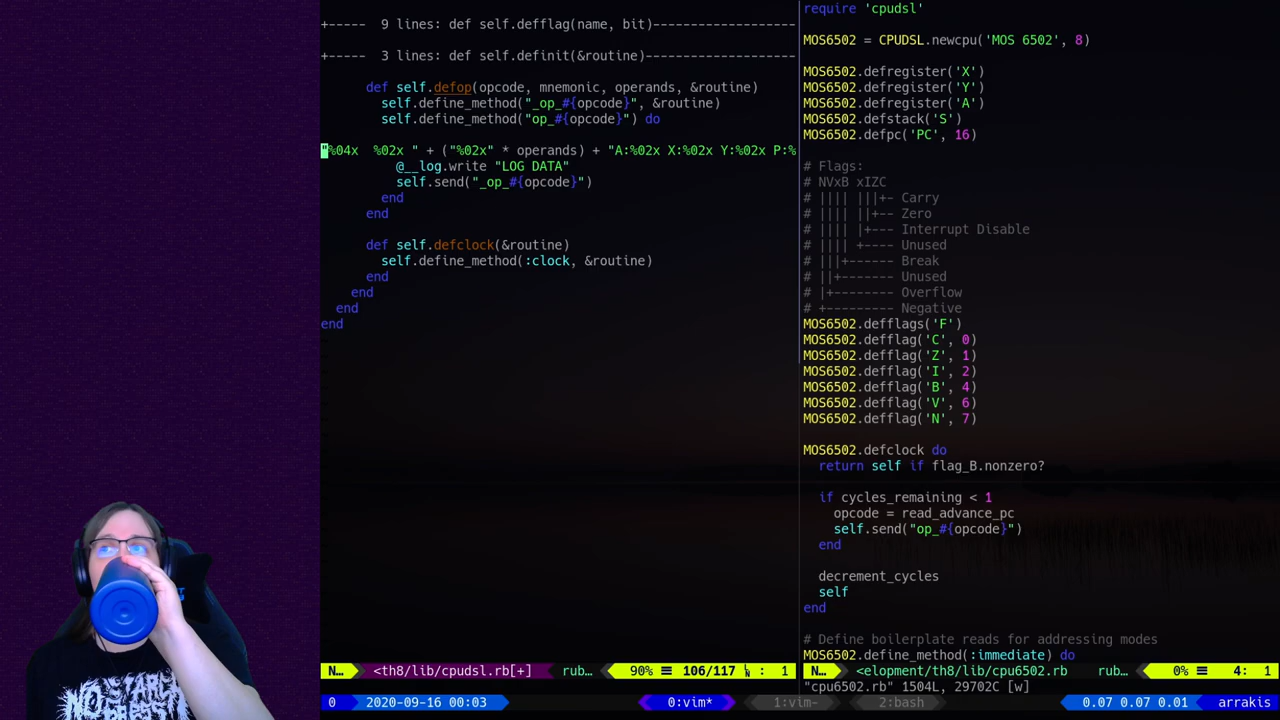 +-----  9 lines: def self.defflag(name, bit)-------------------
+-----  3 lines: def self.definit(&routine)--------------------
def self.defop(opcode, mnemonic, operands, &routine)
self.define_method("_op_#{opcode}", &routine)
self.define_method("op_#{opcode}") do
"%04x  %02x " + ("%02x" * operands) + "A:%02x X:%02x Y:%02x P:%
@__log.write "LOG DATA"
self.send("_op_#{opcode}")
end
end
def self.defclock(&routine)
self.define_method(:clock, &routine)
end
end
end
end
N… <th8/lib/cpudsl.rb[+] rub… 90% ☰ 106/117 ㏑ : 1
require 'cpudsl'
MOS6502 = CPUDSL.newcpu('MOS 6502', 8)
MOS6502.defregister('X')
MOS6502.defregister('Y')
MOS6502.defregister('A')
MOS6502.defstack('S')
MOS6502.defpc('PC', 16)
# Flags:
# NVxB xIZC
# |||| |||+- Carry
# |||| ||+-- Zero
# |||| |+--- Interrupt Disable
# |||| +---- Unused
# |||+------ Break
# ||+------- Unused
# |+-------- Overflow
# +--------- Negative
MOS6502.defflags('F')
MOS6502.defflag('C', 0)
MOS6502.defflag('Z', 1)
MOS6502.defflag('I', 2)
MOS6502.defflag('B', 4)
MOS6502.defflag('V', 6)
MOS6502.defflag('N', 7)
MOS6502.defclock do
return self if flag_B.nonzero?
if cycles_remaining < 1
opcode = read_advance_pc
self.send("op_#{opcode}")
end
decrement_cycles
self
end
# Define boilerplate reads for addressing modes
MOS6502.define_method(:immediate) do
N… <elopment/th8/lib/cpu6502.rb rub… 0% ☰ 4: 1
"cpu6502.rb" 1504L, 29702C [w]
0 2020-09-16 00:03 0:vim* 1:vim- 2:bash 0.07 0.07 0.01 arrakis